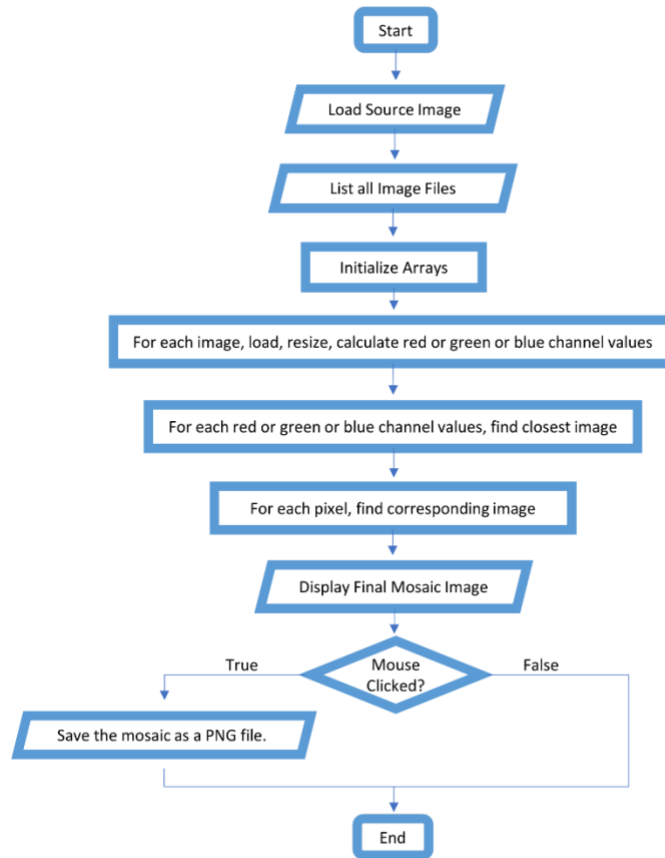 Start
Load Source Image
List all Image Files
Initialize Arrays
For each image, load, resize, calculate red or green or blue channel values
For each red or green or blue channel values, find closest image
For each pixel, find corresponding image
Display Final Mosaic Image
True
Mouse
Clicked?
False
Save the mosaic as a PNG file.
End